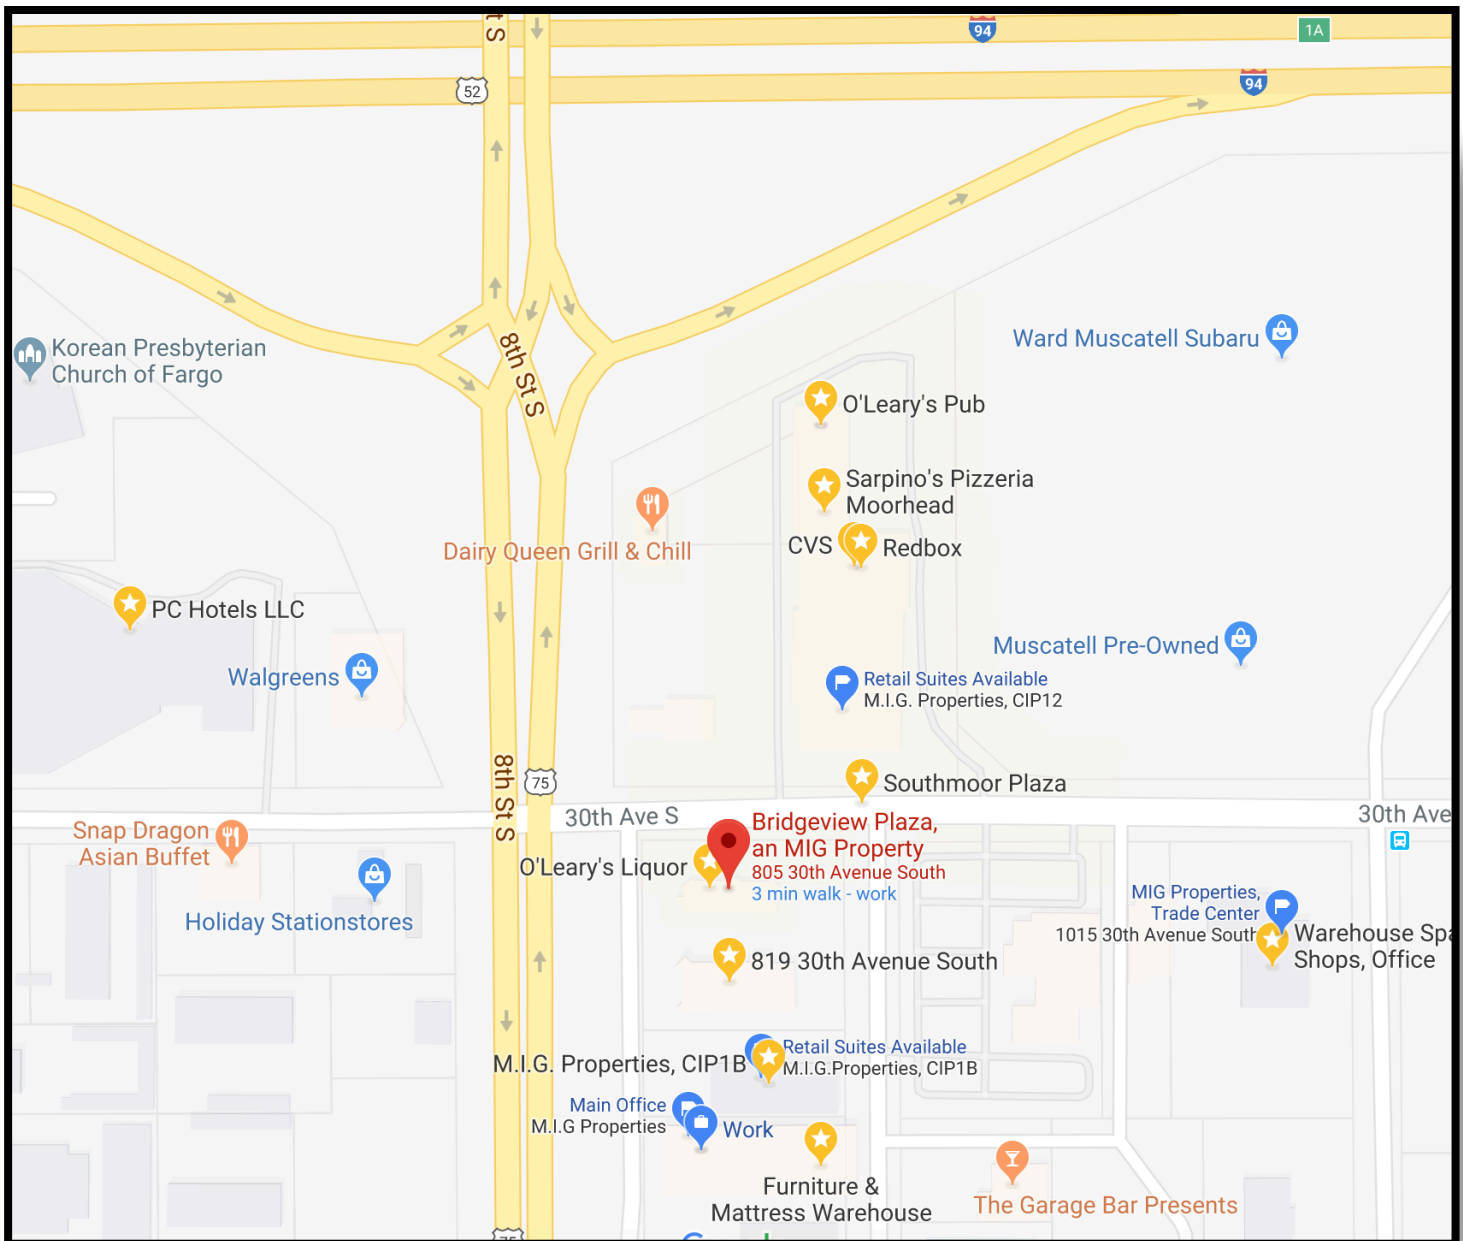 t S
94
1A
52
94
8th St S
Korean Presbyterian
Church of Fargo
Ward Muscatell Subaru
O'Leary's Pub
Sarpino's Pizzeria
Moorhead
CVS
Redbox
Dairy Queen Grill & Chill
PC Hotels LLC
Walgreens
Muscatell Pre-Owned
Retail Suites Available
M.I.G. Properties, CIP12
8th St S
75
Southmoor Plaza
30th Ave S
30th Ave
Bridgeview Plaza,
an MIG Property
805 30th Avenue South
3 min walk - work
Snap Dragon
Asian Buffet
O'Leary's Liquor
Holiday Stationstores
MIG Properties,
Trade Center
1015 30th Avenue South
Warehouse Spa
Shops, Office
819 30th Avenue South
M.I.G. Properties, CIP1B
Retail Suites Available
M.I.G.Properties, CIP1B
Main Office
M.I.G Properties
Work
Furniture &
Mattress Warehouse
The Garage Bar Presents
75